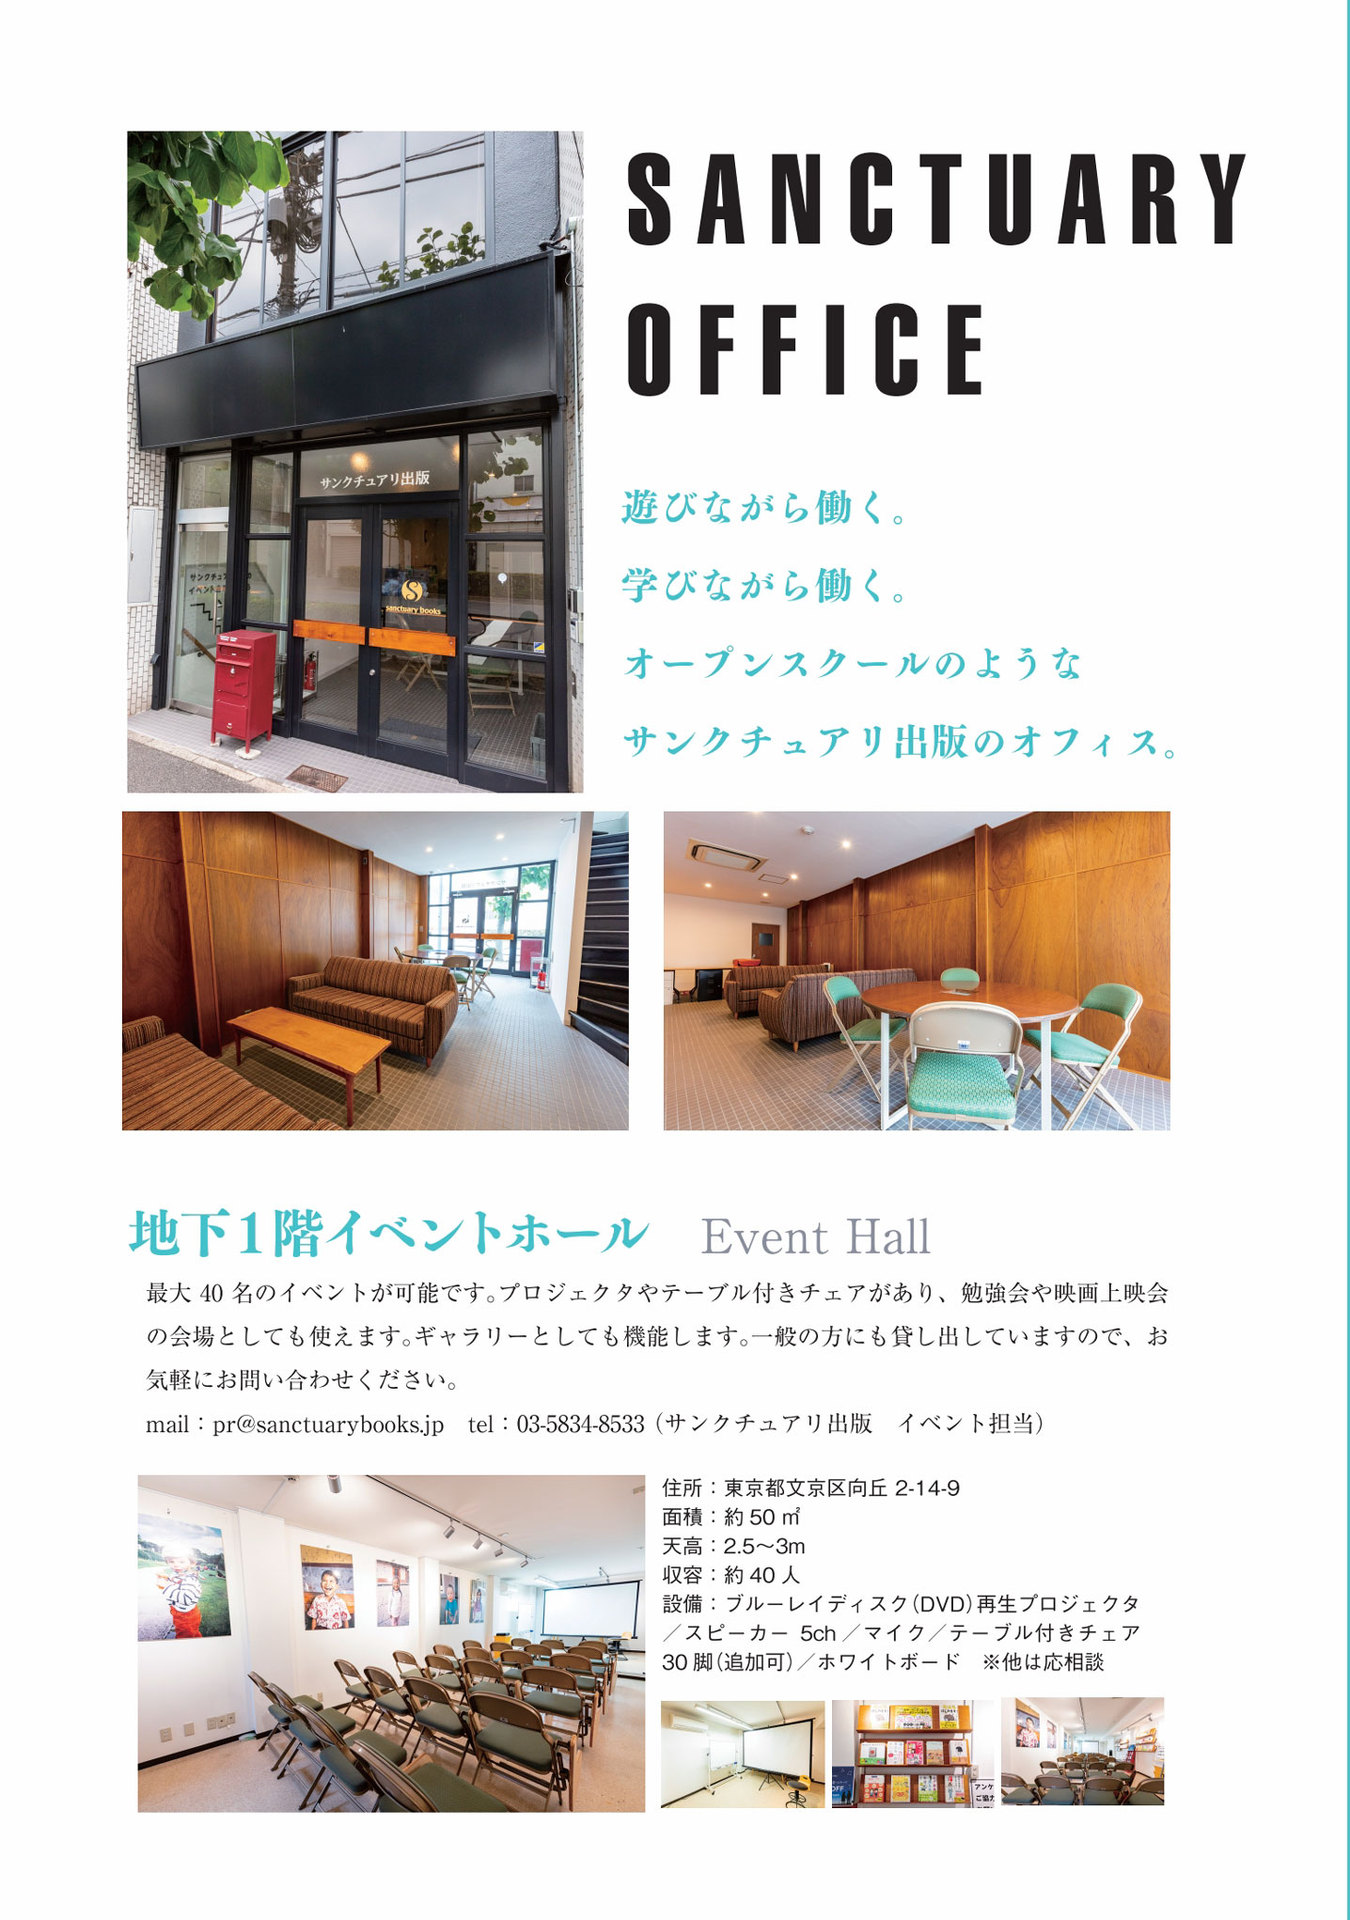 SANCTUARY
OFFICE
サンクチュアリ出版
sanctuary books
遊びながら働く。
学びながら働く。
オープンスクールのような
サンクチュアリ出版のオフィス。
地下1階イベントホール　Event Hall
最大 40 名のイベントが可能です。プロジェクタやテーブル付きチェアがあり、勉強会や映画上映会
の会場としても使えます。ギャラリーとしても機能します。一般の方にも貸し出していますので、お
気軽にお問い合わせください。
mail：pr@sanctuarybooks.jp　tel：03-5834-8533（サンクチュアリ出版　イベント担当）
住所：東京都文京区向丘 2-14-9
面積：約 50 ㎡
天高：2.5〜3m
収容：約 40 人
設備：ブルーレイディスク（DVD）再生プロジェクタ
／スピーカー 5ch ／マイク／テーブル付きチェア
30 脚（追加可）／ホワイトボード　※他は応相談